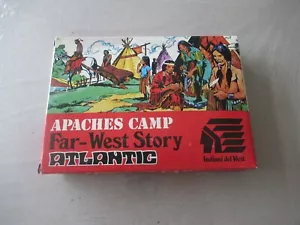 APACHES CAMP
Far-West Story
ATLANTIC
Indiani del West